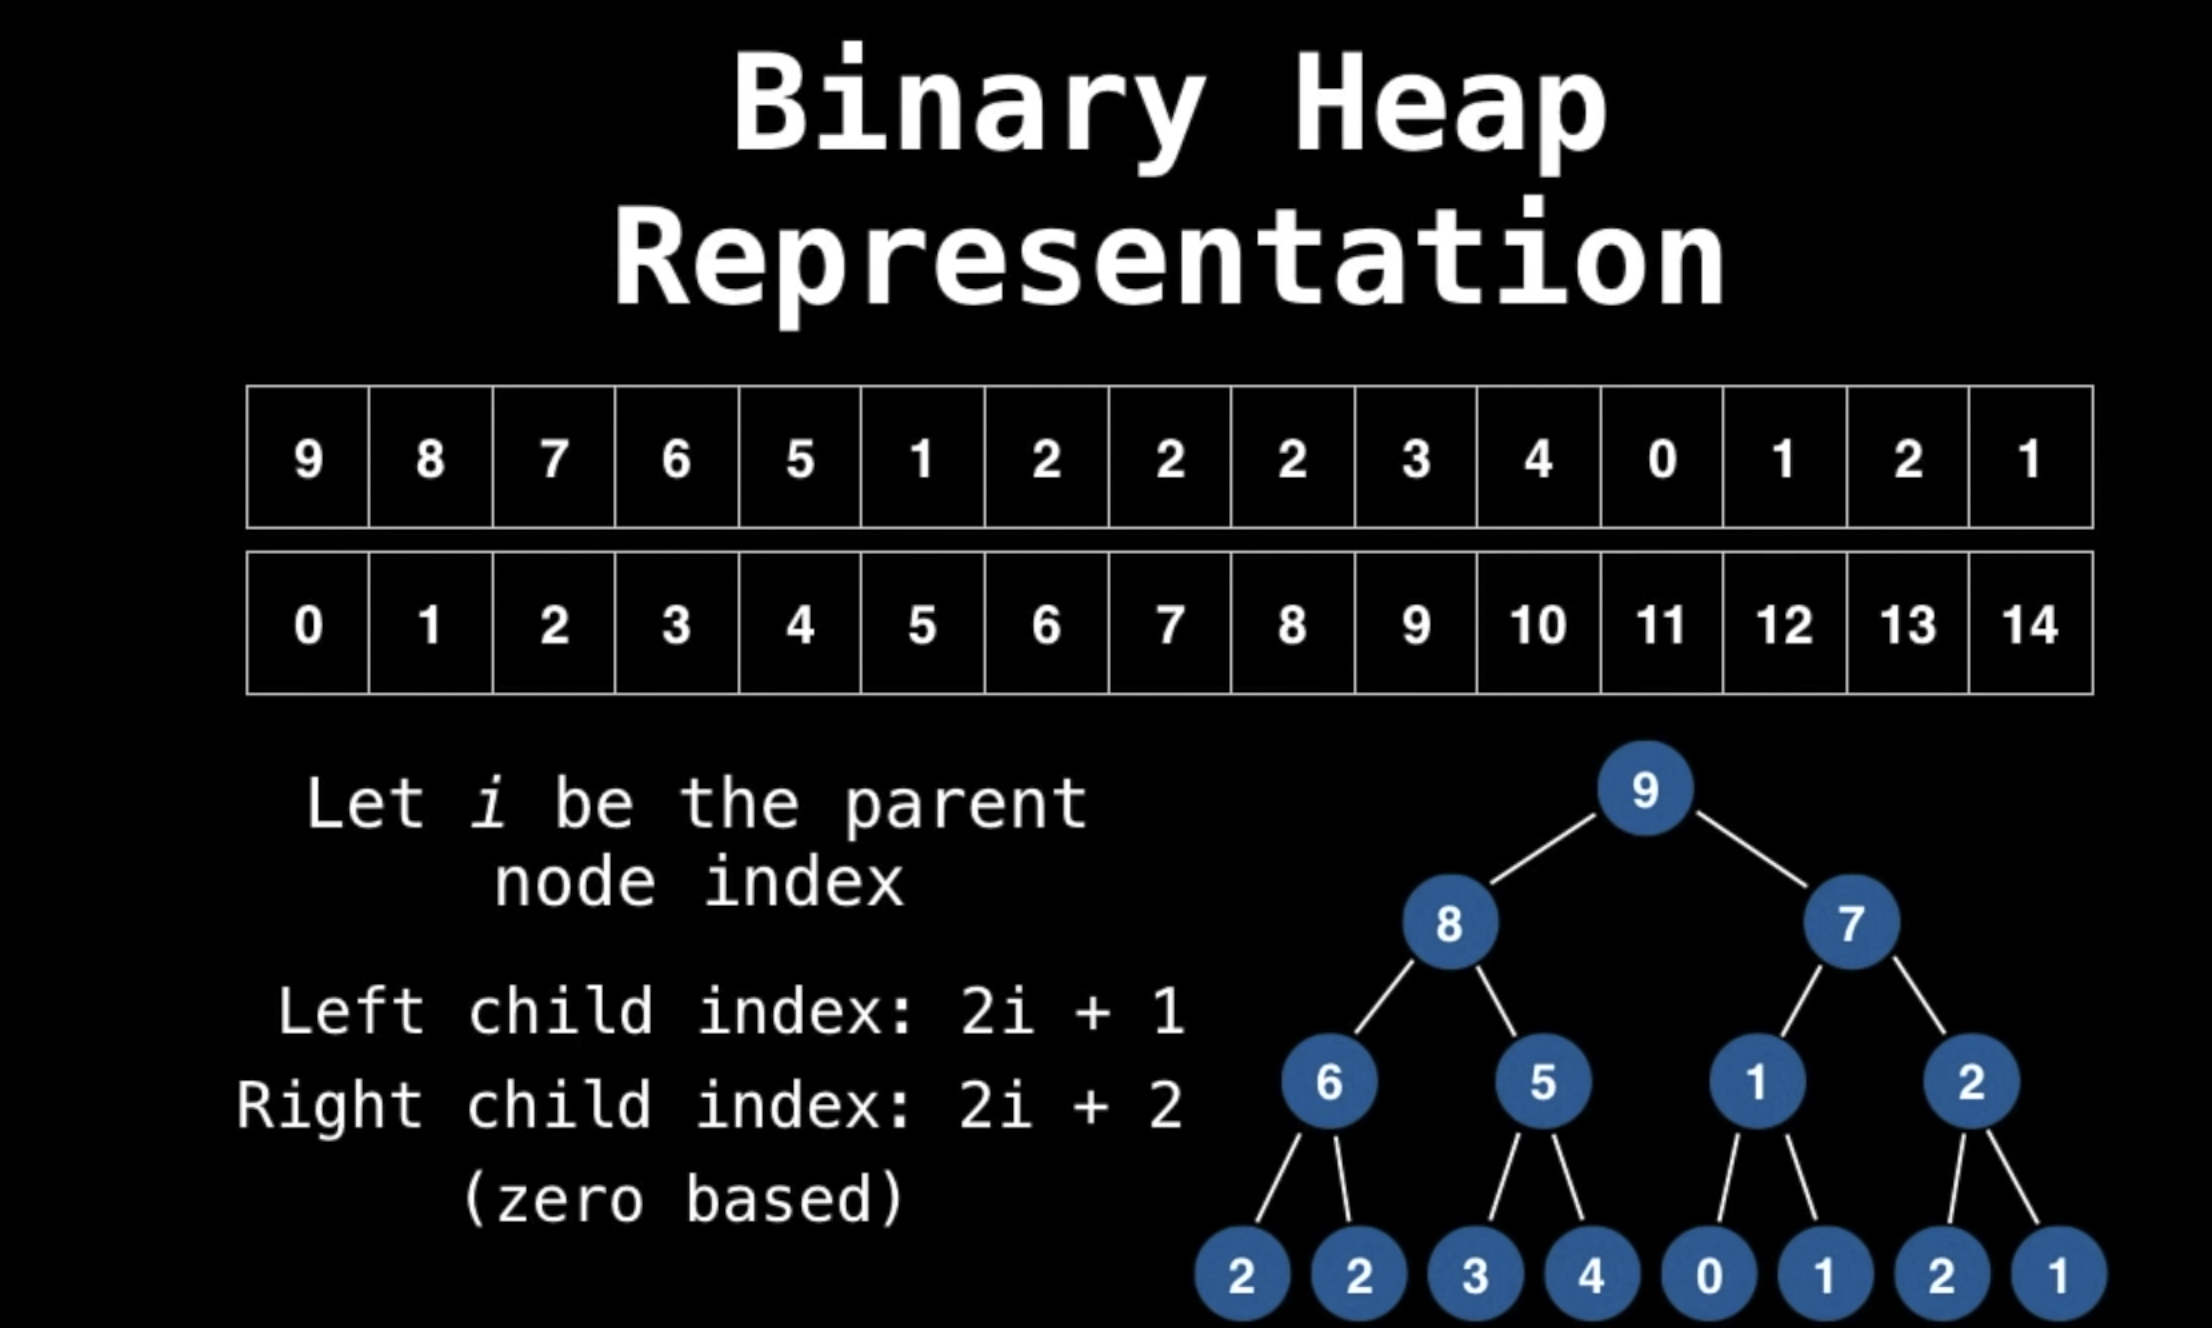 Binary Heap
Representation
9 8 7 6 5 1 2 2 2 3 4 0 1 2 1
0 1 2 3 4 5 6 7 8 9 10 11 12 13 14
Let i be the parent
node index
Left child index: 2i + 1
Right child index: 2i + 2
(zero based)
9
8 7
6 5 1 2
2 2 3 4 0 1 2 1